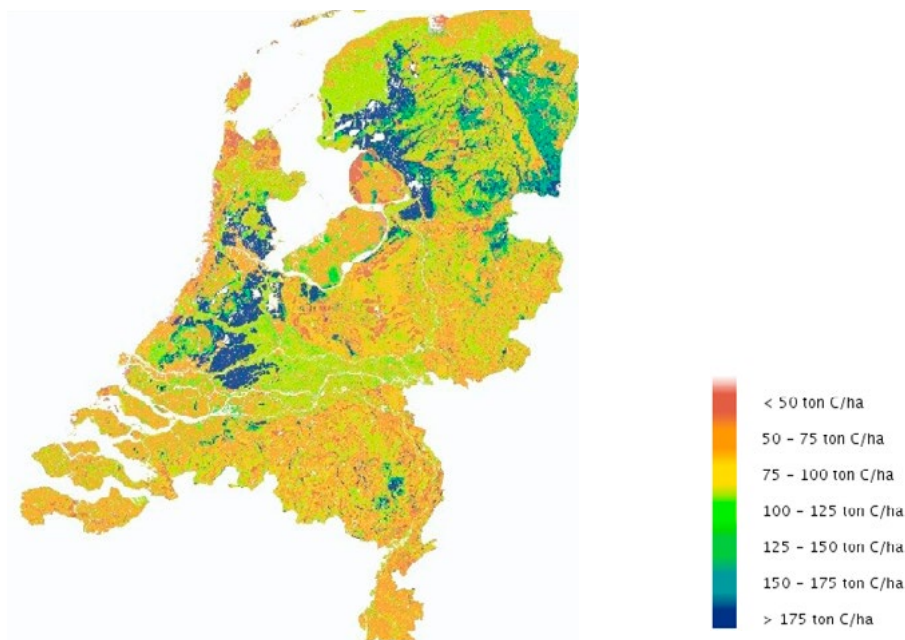 < 50 ton C/ha
50 – 75 ton C/ha
75 – 100 ton C/ha
100 – 125 ton C/ha
125 – 150 ton C/ha
150 – 175 ton C/ha
> 175 ton C/ha